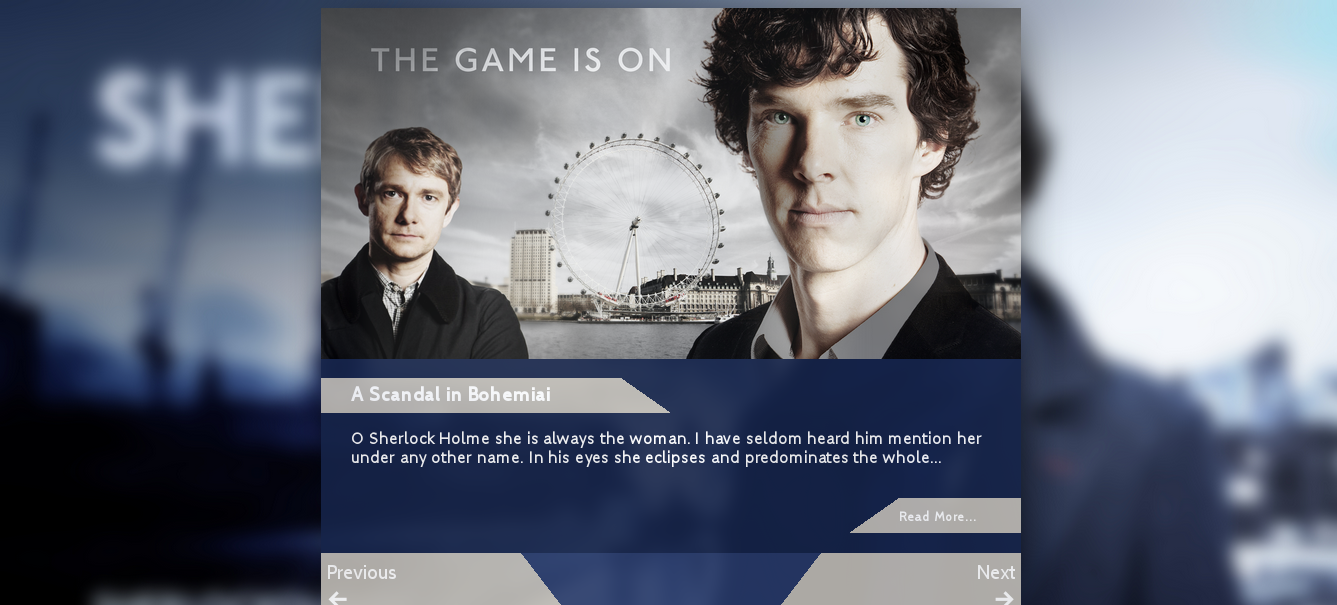 SHE
THE GAME IS ON
A Scandal in Bohemiai
O Sherlock Holme she is always the woman. I have seldom heard him mention her
under any other name. In his eyes she eclipses and predominates the whole...
Read More...
Previous
Next
← →